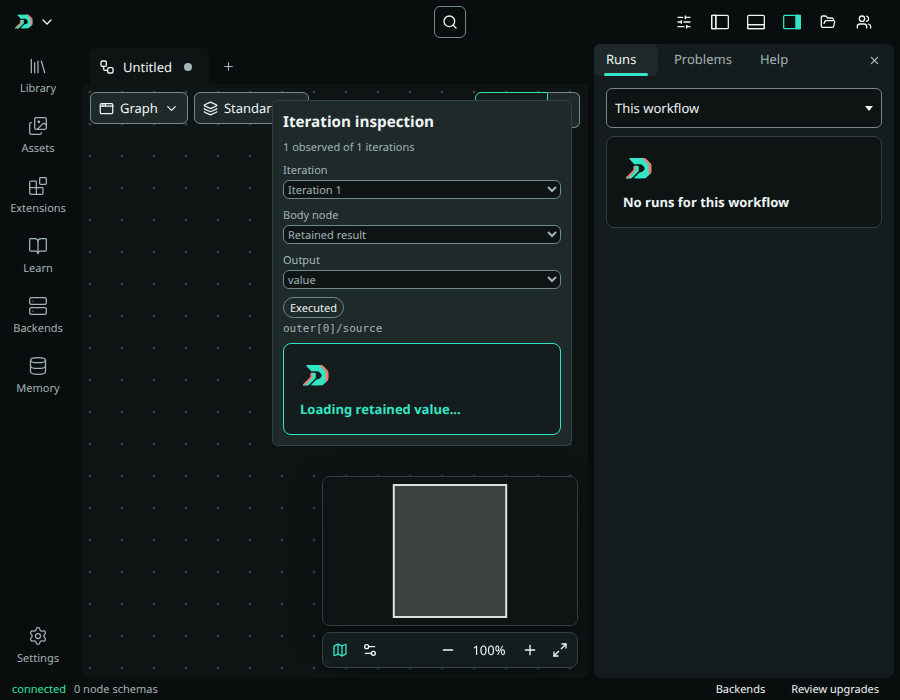 Untitled
Runs
Problems
Help
Library
Assets
Extensions
Learn
Backends
Memory
Settings
Graph
Iteration inspection
1 observed of 1 iterations
Iteration
Iteration 1
Body node
Retained result
Output
value
Executed
outer[0]/source
Loading retained value...
100%
This workflow
No runs for this workflow
connected
0 node schemas
Backends
Review upgrades